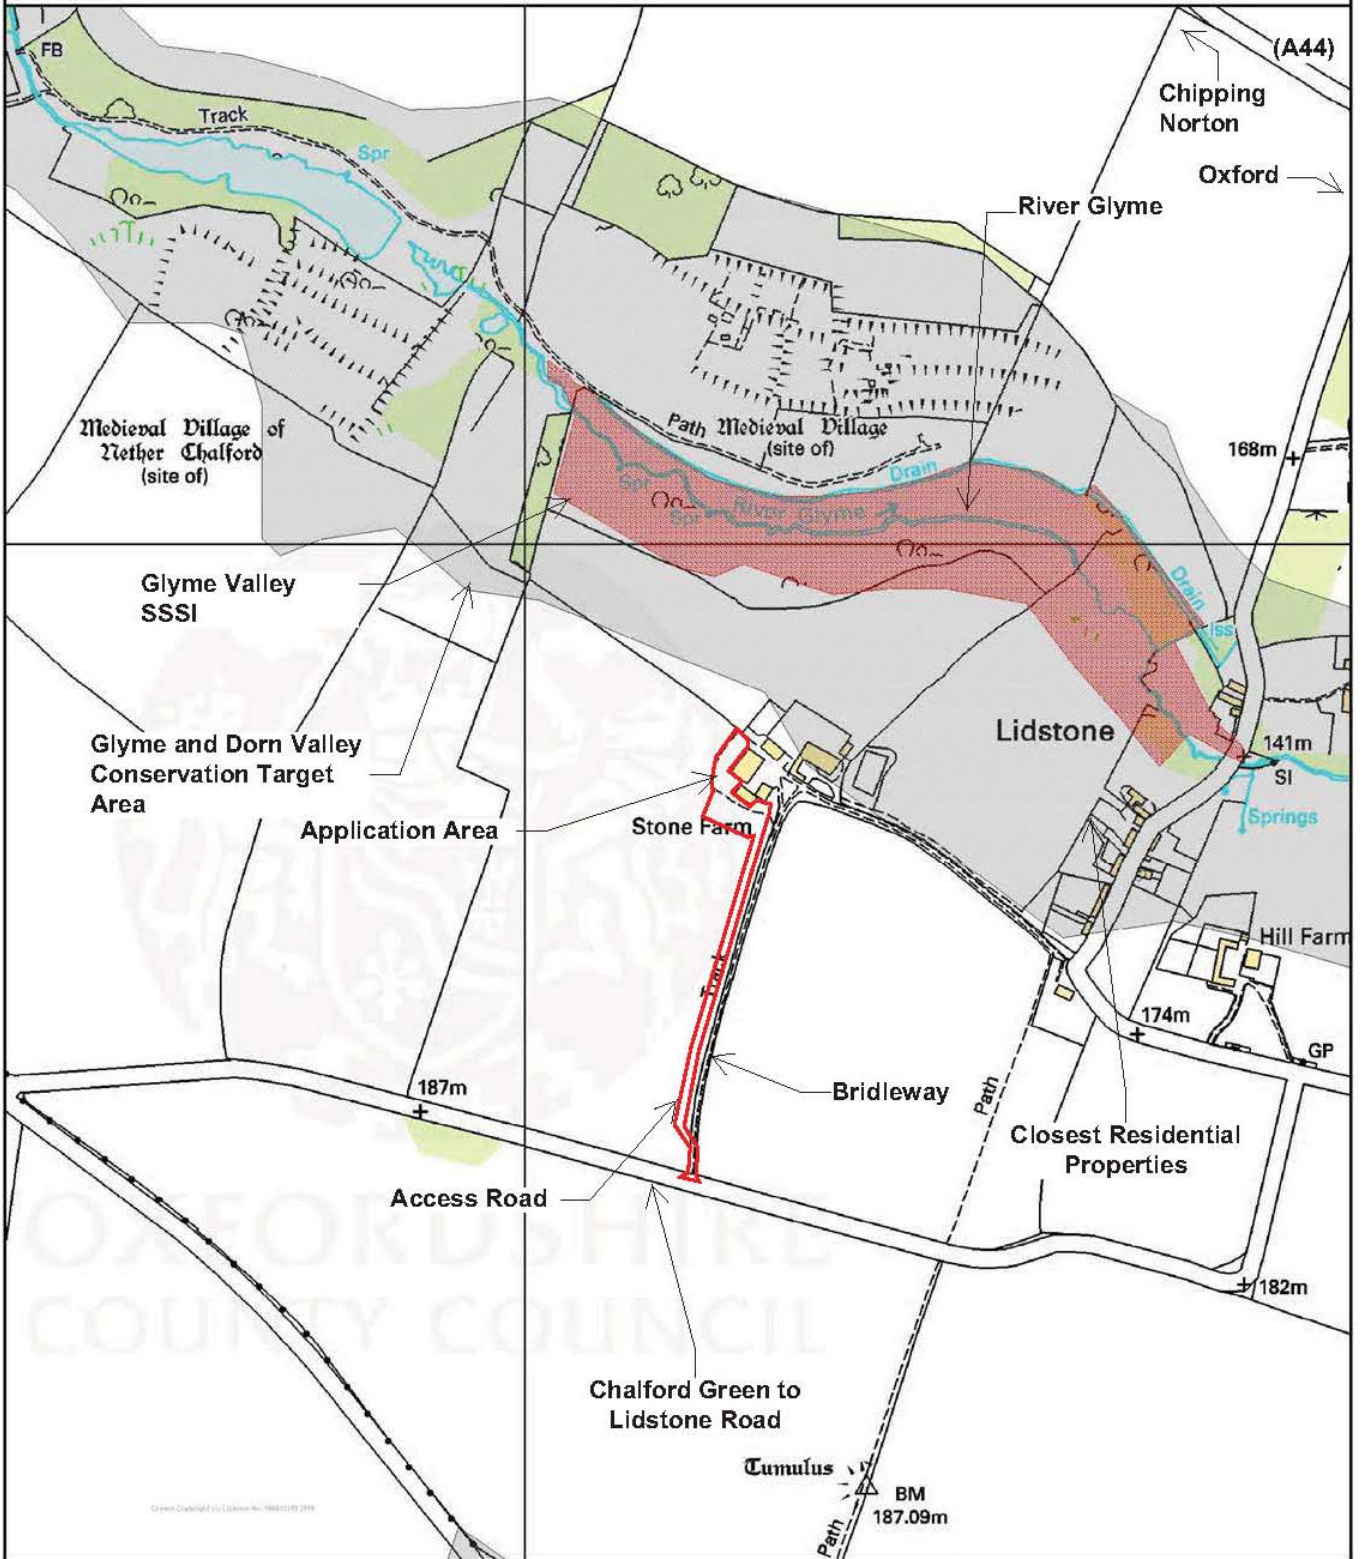 FB
(A44)
Chipping
Norton
Track
Spr
Oxford
River Glyme
Medieval Village of
Nether Chalford
(site of)
Path
Medieval Village
(site of)
168m
Drain
Spr
River Glyme
Spr
Glyme Valley
SSSI
Drain
Iss
Glyme and Dorn Valley
Conservation Target
Area
Lidstone
141m
SI
Application Area
Stone Farm
Springs
Hill Farm
Track
174m
GP
187m
Bridleway
Path
Closest Residential
Properties
Access Road
OXFORDSHIRE
COUNTY COUNCIL
182m
Chalford Green to
Lidstone Road
Tumulus
BM
187.09m
Path